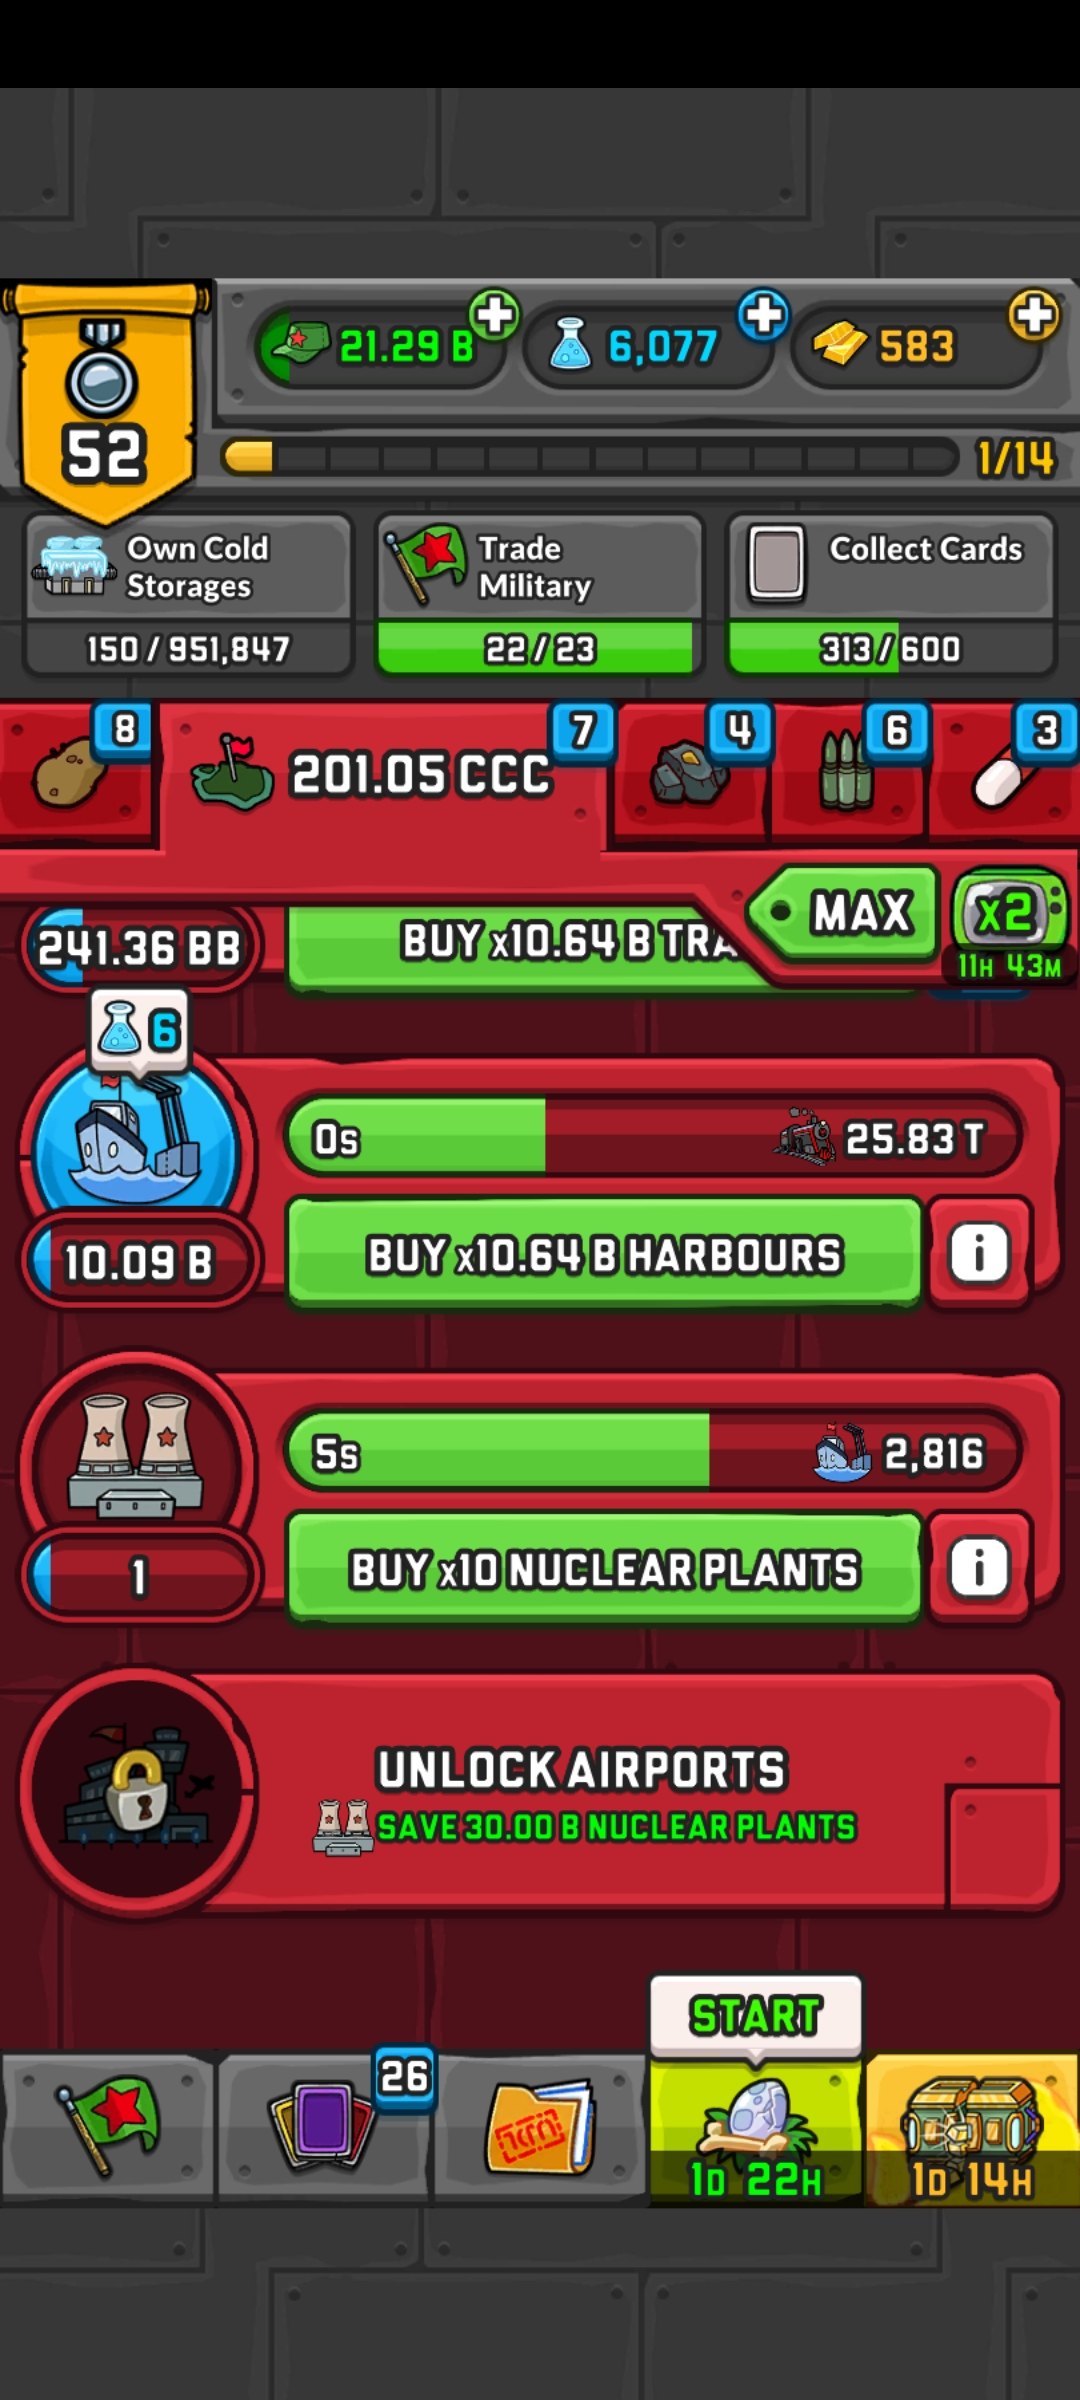 21.29 B
6,077
583
52
1/14
Own Cold
Storages
150 / 951,847
Trade
Military
22 / 23
Collect Cards
313 / 600
8
201.05 CCC
7
4
6
3
MAX
x2
11H 43M
241.36 BB
BUY x10.64 B TRA
6
0s
25.83 T
10.09 B
BUY x10.64 B HARBOURS
i
5s
2,816
1
BUY x10 NUCLEAR PLANTS
i
UNLOCK AIRPORTS
SAVE 30.00 B NUCLEAR PLANTS
START
26
1D 22H
1D 14H